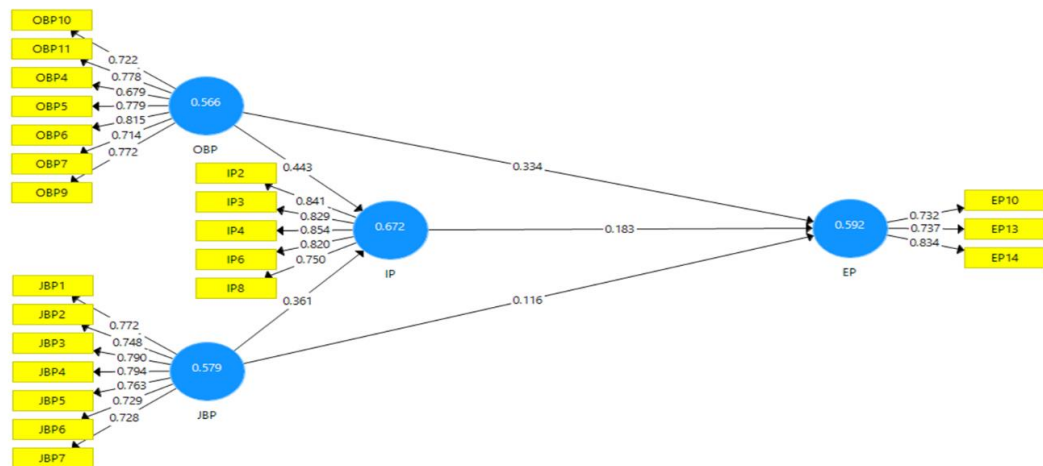 OBP10
OBP11
OBP4
OBP5
OBP6
OBP7
OBP9
0.722
0.778
0.679
0.779
0.815
0.714
0.772
0.566
OBP
0.443
0.334
IP2
IP3
IP4
IP6
IP8
0.841
0.829
0.854
0.820
0.750
0.672
IP
0.183
0.592
EP
0.732
0.737
0.834
EP10
EP13
EP14
0.361
0.116
JBP1
JBP2
JBP3
JBP4
JBP5
JBP6
JBP7
0.772
0.748
0.790
0.794
0.763
0.729
0.728
0.579
JBP